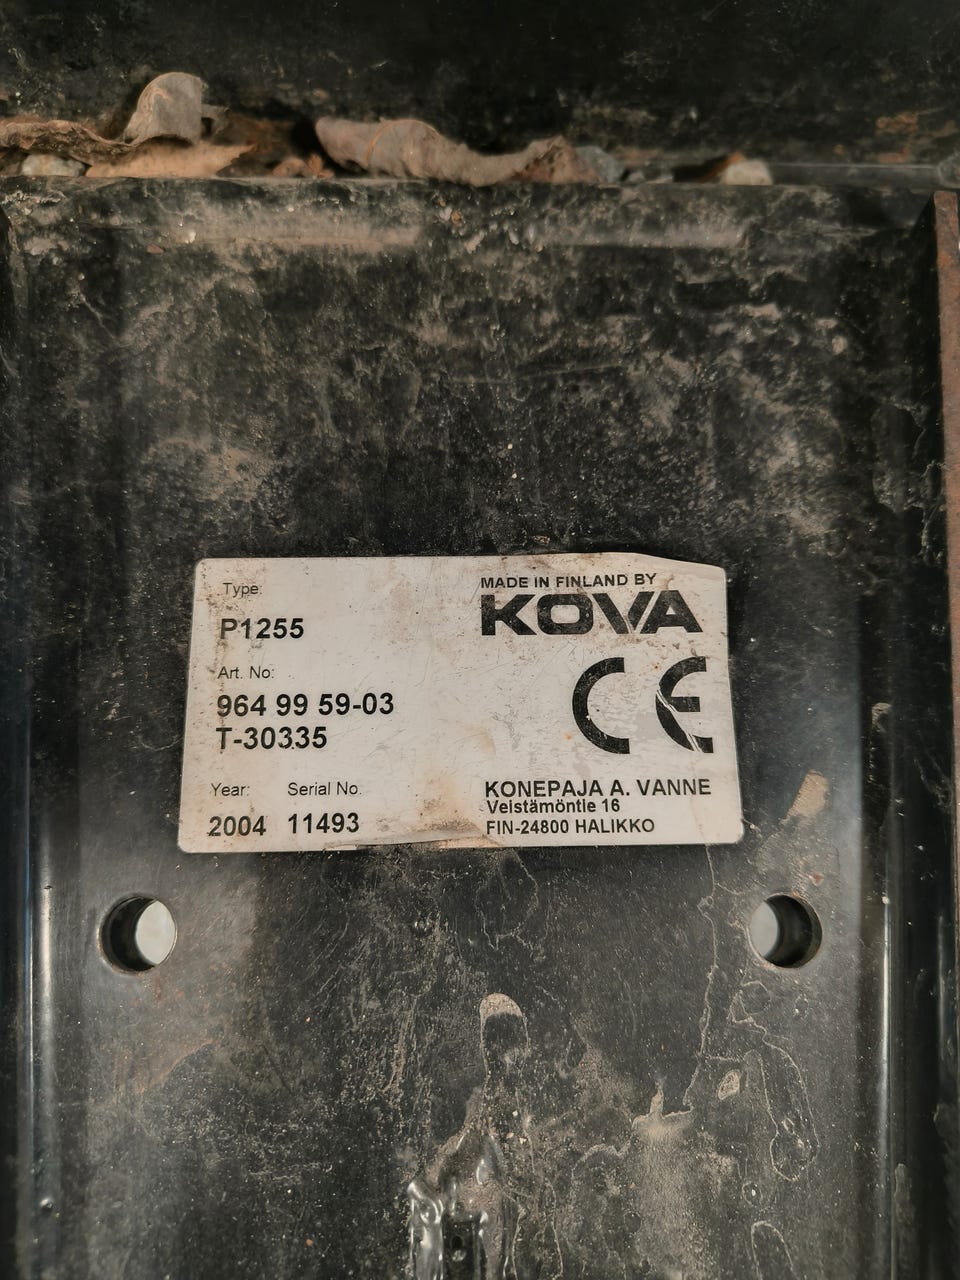 Type:
P1255
Art. No:
964 99 59-03
T-30335
Year: Serial No.
2004 11493
MADE IN FINLAND BY
KOVA
CE
KONEPAJA A. VANNE
Veistämöntie 16
FIN-24800 HALIKKO